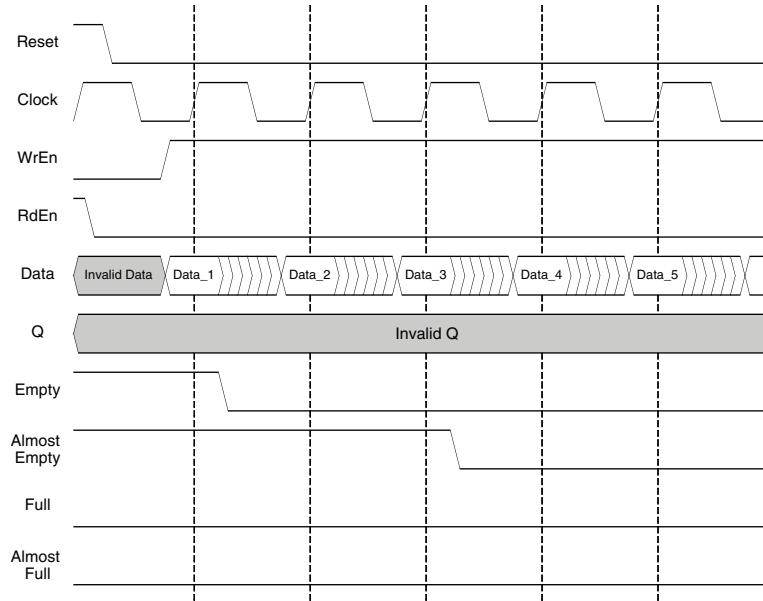 Reset
Clock
WrEn
RdEn
Data
Invalid Data
Data_1
Data_2
Data_3
Data_4
Data_5
Q
Invalid Q
Empty
Almost
Empty
Full
Almost
Full